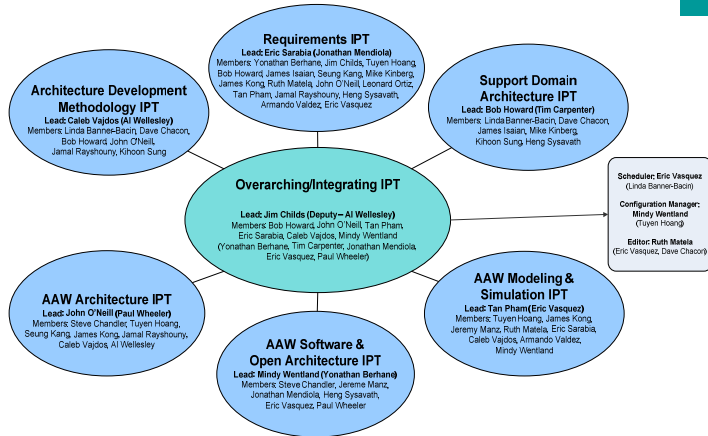 Requirements IPT
Lead: Eric Sarabia (Jonathan Mendiola)
Members: Yonathan Berhane, Jim Childs, Tuyen Hoang,
Bob Howard, James Isaian, Seung Kang, Mike Kinberg,
James Kong, Ruth Matela, John O'Neill, Leonard Ortiz,
Tan Pham, Jamal Rayshouny, Heng Sysavath,
Armando Valdez, Eric Vasquez
Architecture Development
Methodology IPT
Lead: Caleb Vajdos (Al Wellesley)
Members: Linda Banner-Bacin, Dave Chacon,
Bob Howard, John O'Neill,
Jamal Rayshouny, Kihoon Sung
Support Domain
Architecture IPT
Lead: Bob Howard (Tim Carpenter)
Members: Linda Banner-Bacin, Dave Chacon,
James Isaian, Mike Kinberg,
Kihoon Sung, Heng Sysavath
Overarching/Integrating IPT
Lead: Jim Childs (Deputy – Al Wellesley)
Members: Bob Howard, John O'Neill, Tan Pham,
Eric Sarabia, Caleb Vajdos, Mindy Wentland
(Yonathan Berhane, Tim Carpenter, Jonathan Mendiola,
Eric Vasquez, Paul Wheeler)
Scheduler: Eric Vasquez
(Linda Banner-Bacin)
Configuration Manager:
Mindy Wentland
(Tuyen Hoang)
Editor: Ruth Matela
(Eric Vasquez, Dave Chacon)
AAW Architecture IPT
Lead: John O'Neill (Paul Wheeler)
Members: Steve Chandler, Tuyen Hoang,
Seung Kang, James Kong, Jamal Rayshouny,
Caleb Vajdos, Al Wellesley
AAW Software &
Open Architecture IPT
Lead: Mindy Wentland (Yonathan Berhane)
Members: Steve Chandler, Jereme Manz,
Jonathan Mendiola, Heng Sysavath,
Eric Vasquez, Paul Wheeler
AAW Modeling &
Simulation IPT
Lead: Tan Pham (Eric Vasquez)
Members: Tuyen Hoang, James Kong,
Jeremy Manz, Ruth Matela, Eric Sarabia,
Caleb Vajdos, Armando Valdez,
Mindy Wentland